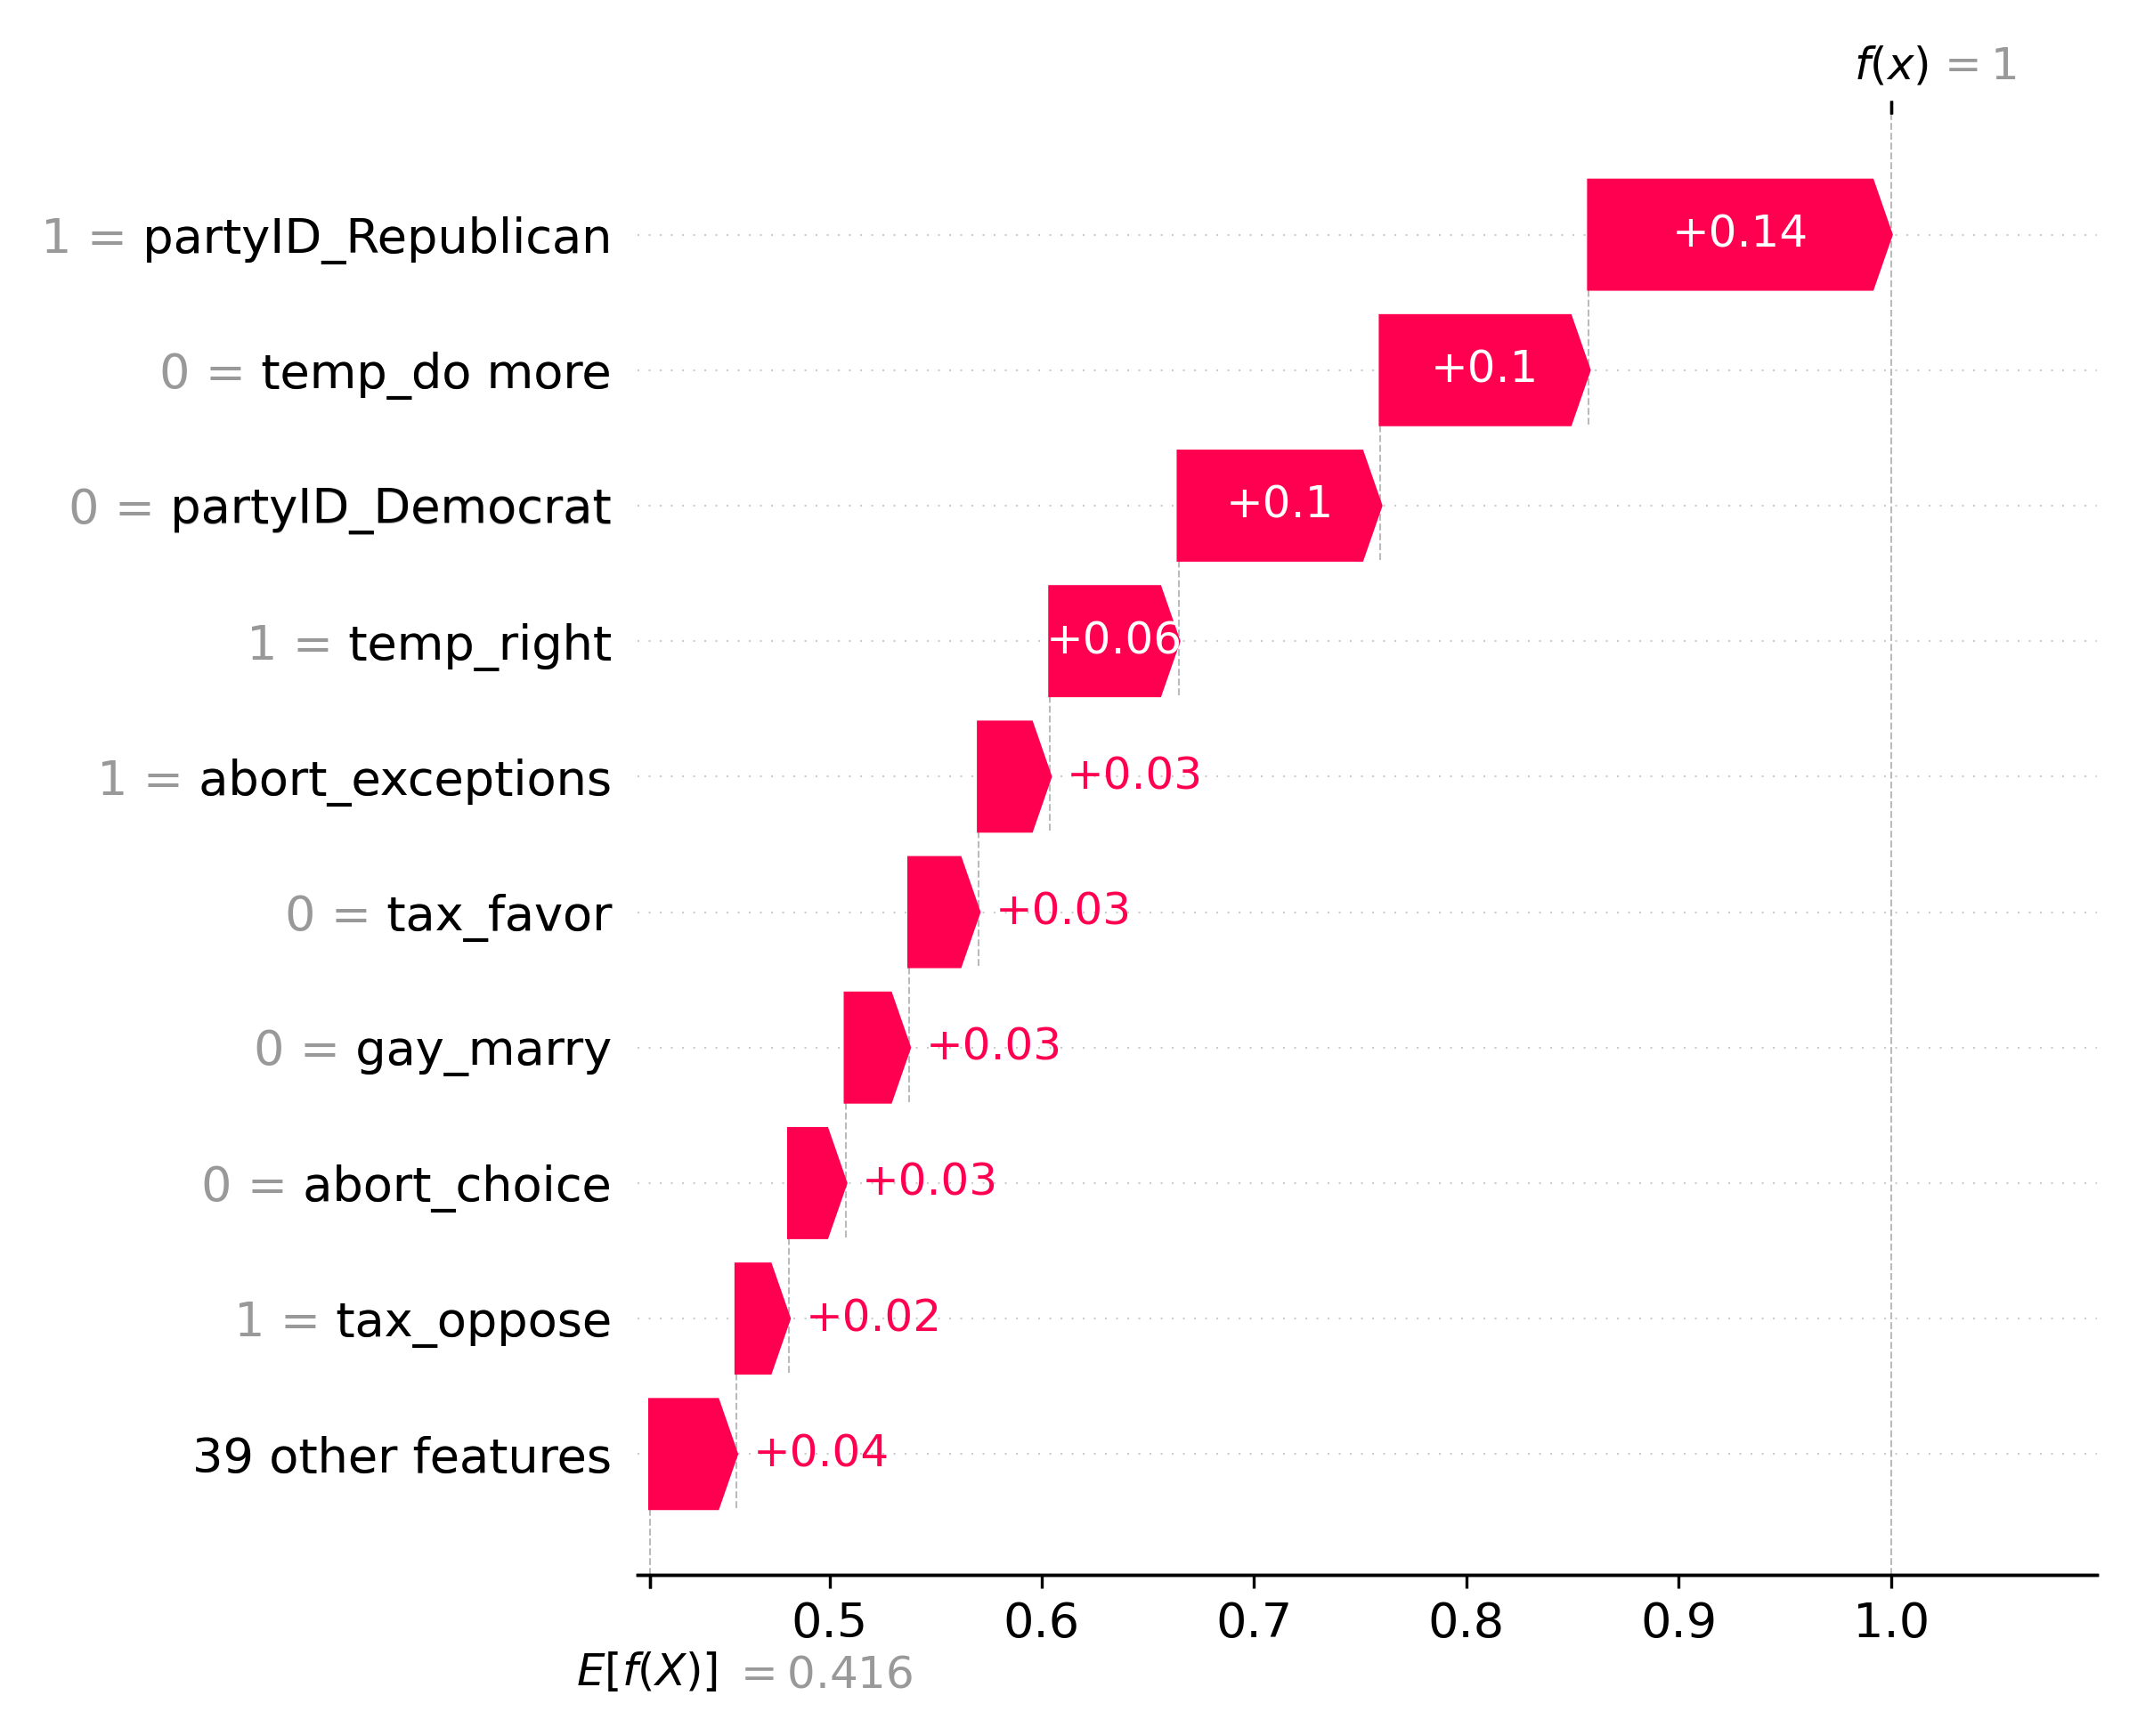 f(x) = 1
1 = partyID_Republican
+0.14
0 = temp_do more
+0.1
0 = partyID_Democrat
+0.1
1 = temp_right
+0.06
1 = abort_exceptions
+0.03
0 = tax_favor
+0.03
0 = gay_marry
+0.03
0 = abort_choice
+0.03
1 = tax_oppose
+0.02
39 other features
+0.04
0.5 0.6 0.7 0.8 0.9 1.0
E[f(X)] = 0.416